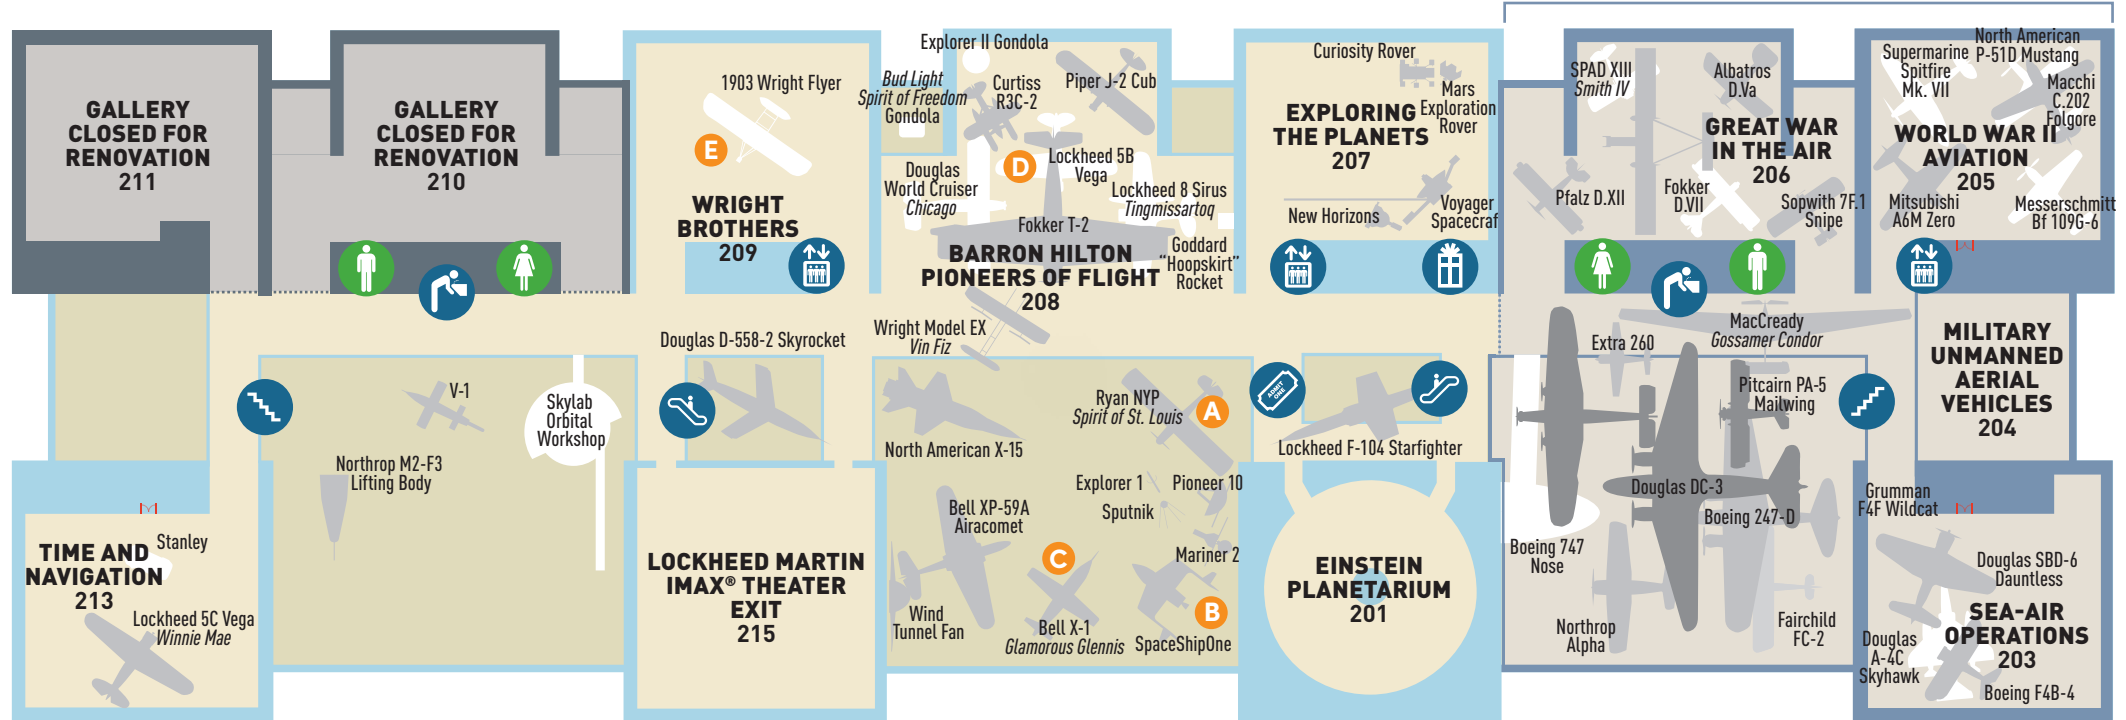 GALLERY
CLOSED FOR
RENOVATION
211
GALLERY
CLOSED FOR
RENOVATION
210
1903 Wright Flyer
E
WRIGHT
BROTHERS
209
Bud Light
Spirit of Freedom
Gondola
Explorer II Gondola
Curtiss
R3C-2
Piper J-2 Cub
D
Lockheed 5B
Vega
Douglas
World Cruiser
Chicago
Lockheed 8 Sirus
Tingmissartoq
Fokker T-2
BARRON HILTON
PIONEERS OF FLIGHT
208
Goddard
“Hoopskirt”
Rocket
Wright Model EX
Vin Fiz
Curiosity Rover
Mars
Exploration
Rover
EXPLORING
THE PLANETS
207
New Horizons
Voyager
Spacecraf
SPAD XIII
Smith IV
Albatros
D.Va
GREAT WAR
IN THE AIR
206
Pfalz D.XII
Fokker
D.VII
Sopwith 7F.1
Snipe
Supermarine
Spitfire
Mk. VII
North American
P-51D Mustang
Macchi
C.202
Folgore
WORLD WAR II
AVIATION
205
Mitsubishi
A6M Zero
Messerschmitt
Bf 109G-6
MILITARY
UNMANNED
AERIAL
VEHICLES
204
MacCready
Gossamer Condor
Extra 260
Pitcairn PA-5
Mailwing
Douglas DC-3
Boeing 247-D
Boeing 747
Nose
Northrop
Alpha
Fairchild
FC-2
Grumman
F4F Wildcat
Douglas SBD-6
Dauntless
SEA-AIR
OPERATIONS
203
Douglas
A-4C
Skyhawk
Boeing F4B-4
ADMIT
ONE
Lockheed F-104 Starfighter
EINSTEIN
PLANETARIUM
201
Ryan NYP
Spirit of St. Louis
A
North American X-15
Explorer 1
Pioneer 10
Sputnik
Mariner 2
Bell XP-59A
Airacomet
C
B
Wind
Tunnel Fan
Bell X-1
Glamorous Glennis
SpaceShipOne
Douglas D-558-2 Skyrocket
LOCKHEED MARTIN
IMAX® THEATER
EXIT
215
V-1
Skylab
Orbital
Workshop
Northrop M2-F3
Lifting Body
Stanley
TIME AND
NAVIGATION
213
Lockheed 5C Vega
Winnie Mae